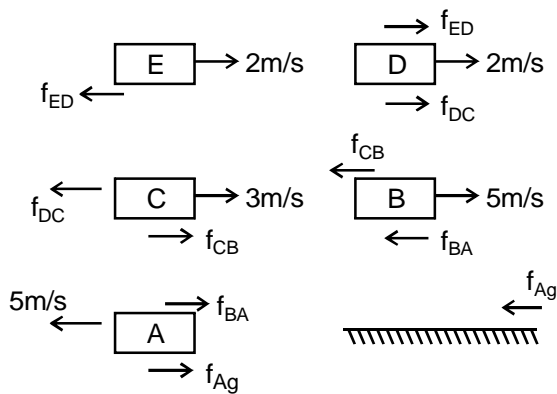 f_ED
E 2m/s D 2m/s
f_ED f_DC
f_CB
f_DC C 3m/s B 5m/s
f_CB f_BA
5m/s f_BA f_Ag
A
f_Ag